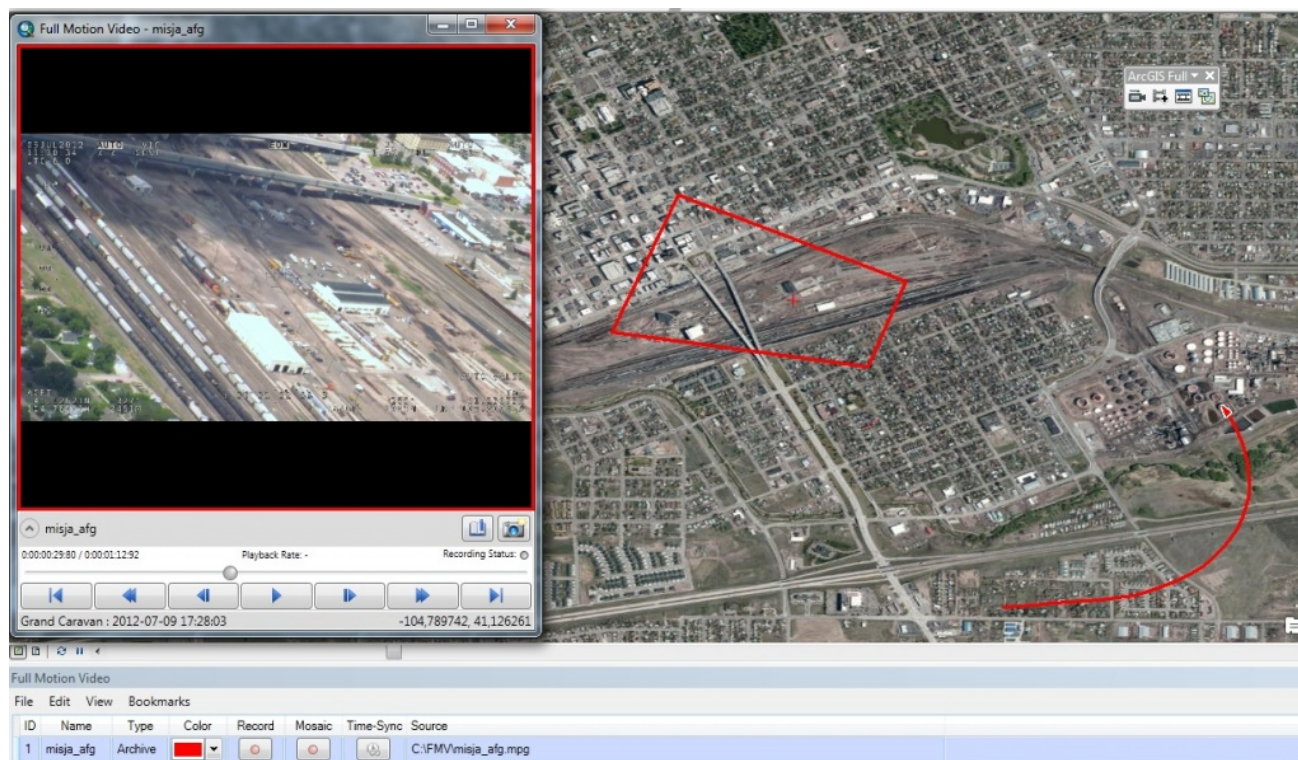 Full Motion Video - misja_afg
AUTO
misja_afg
0:00:00:29:80 / 0:00:01:12:92 Playback Rate: - Recording Status:
Grand Caravan : 2012-07-09 17:28:03 -104,789742, 41,126261
ArcGIS Full
Full Motion Video
File Edit View Bookmarks
ID Name Type Color Record Mosaic Time-Sync Source
1 misja_afg Archive C:\FMV\misja_afg.mpg